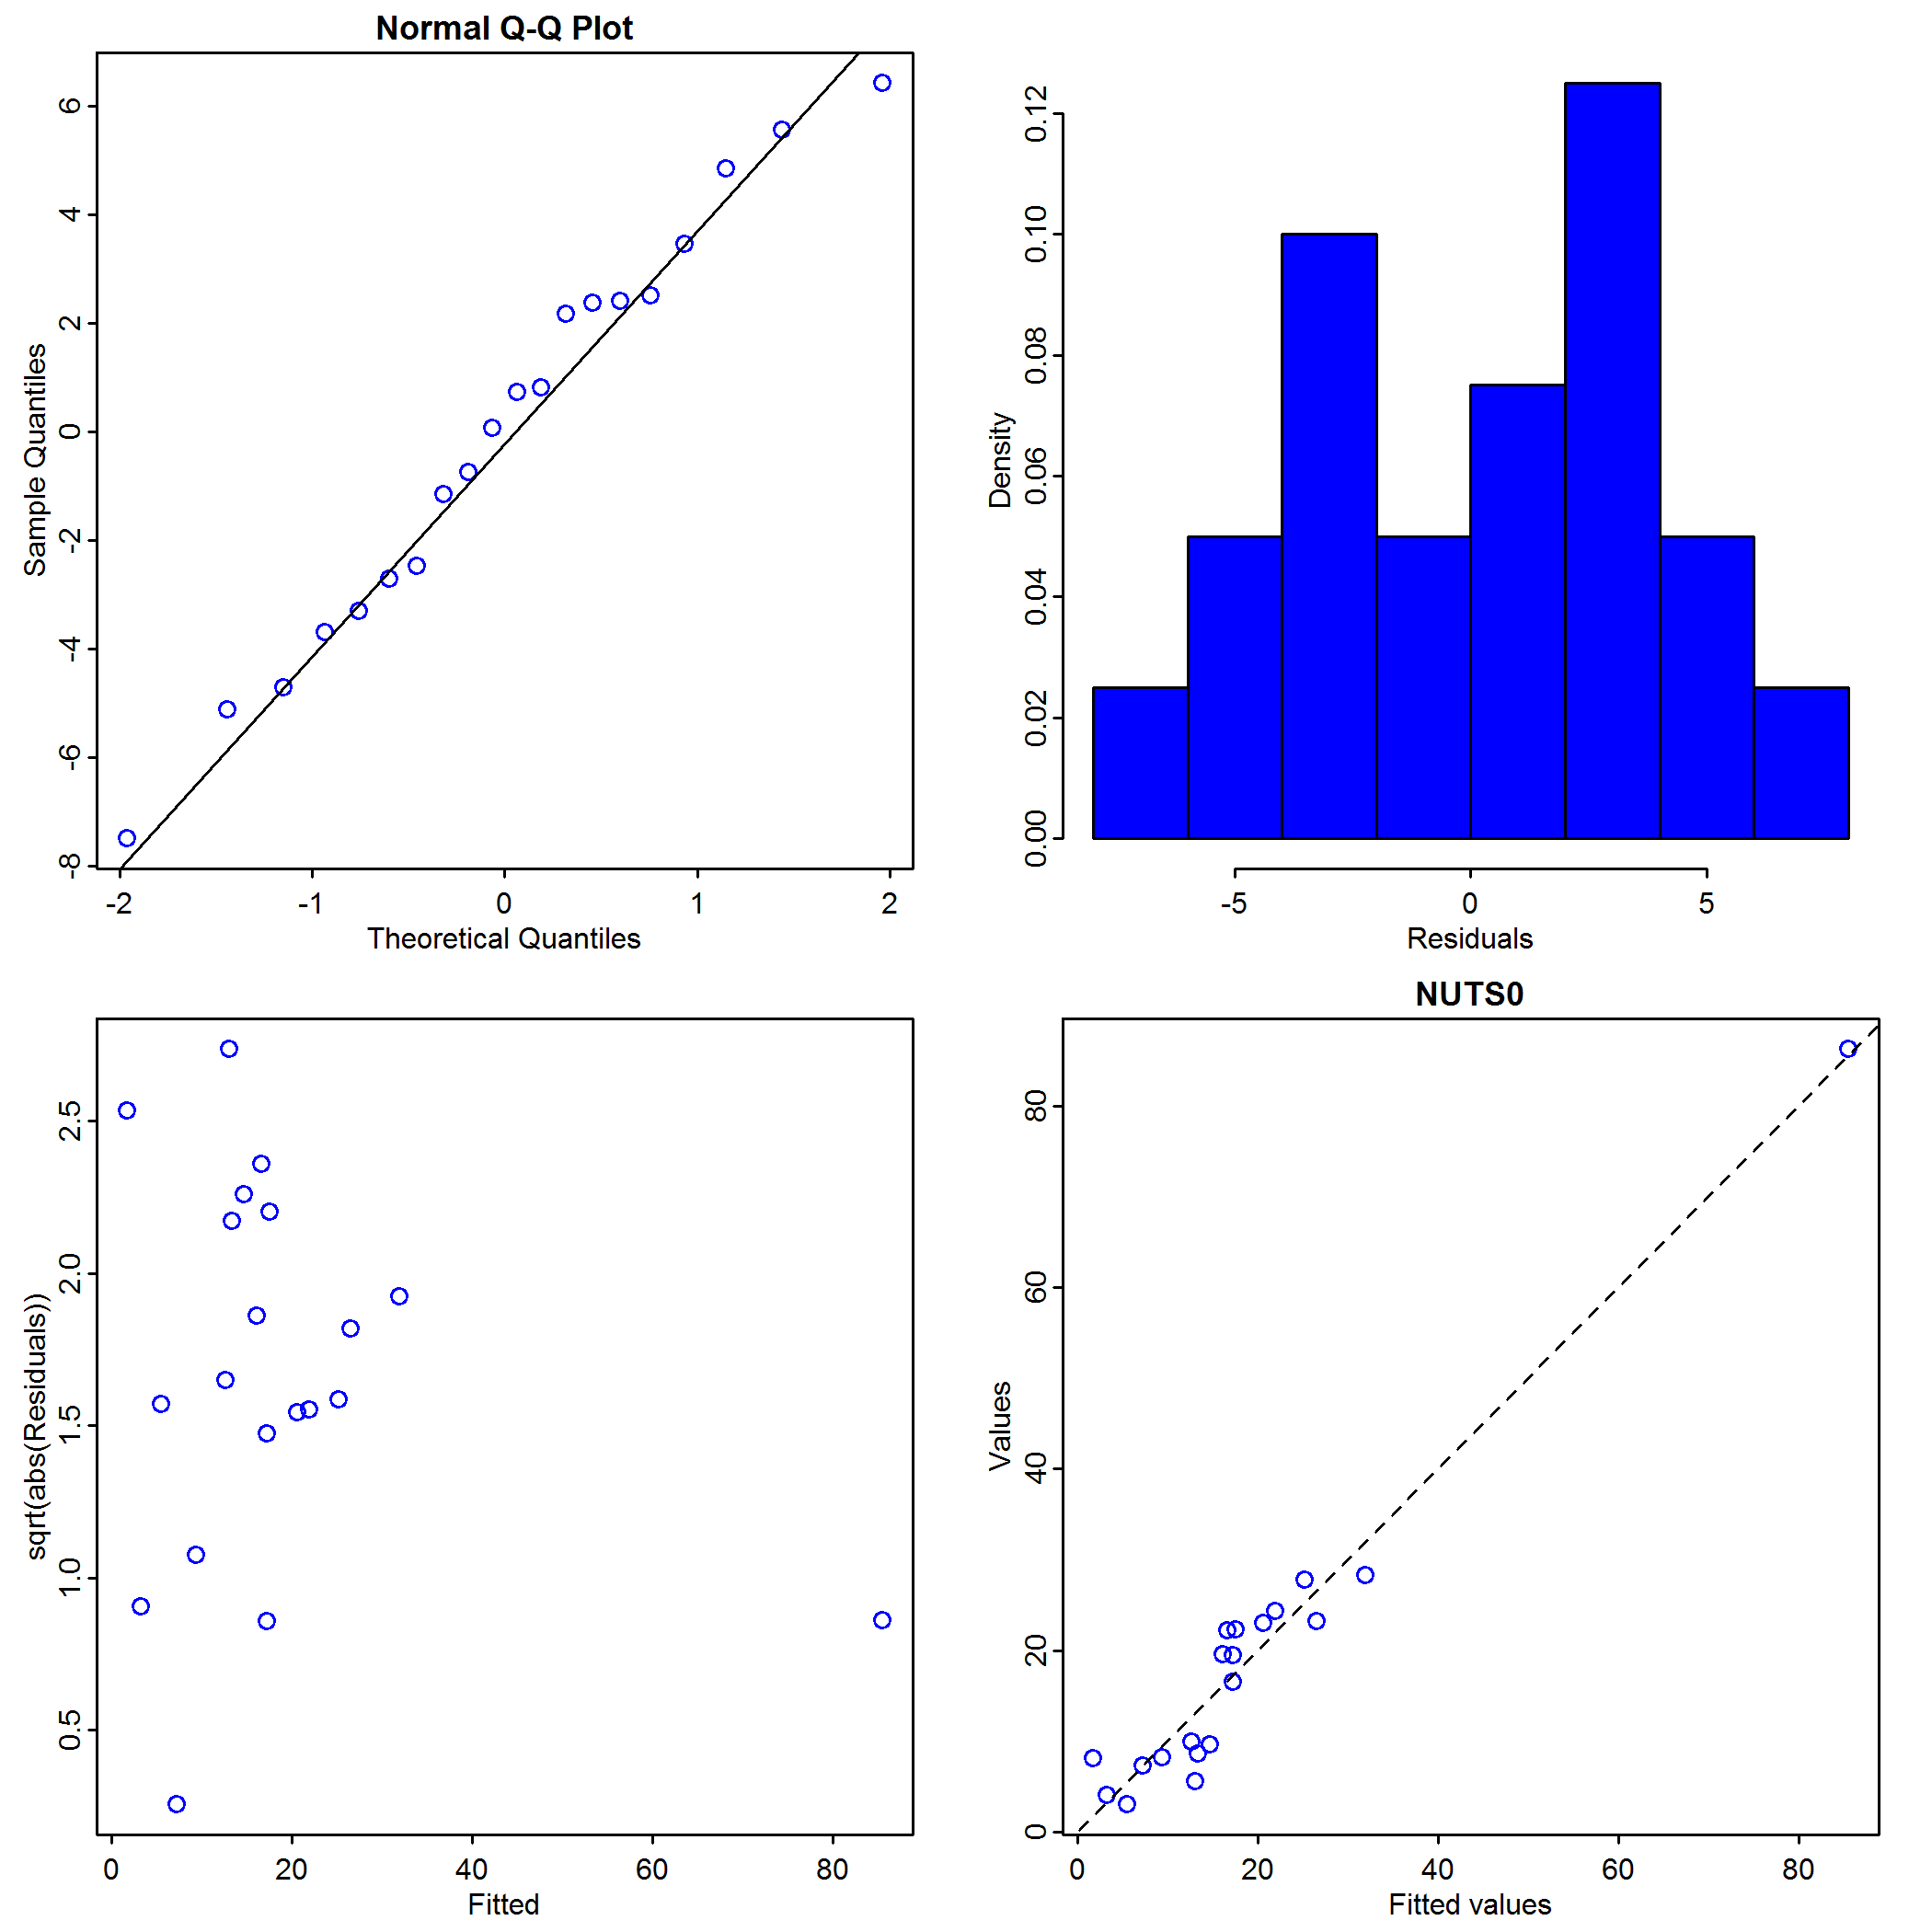 Normal Q-Q Plot
Sample Quantiles
6
4
2
0
-2
-4
-6
-8
-2 -1 0 1 2
Theoretical Quantiles
Density
0.12
0.10
0.08
0.06
0.04
0.02
0.00
-5 0 5
Residuals
sqrt(abs(Residuals))
2.5
2.0
1.5
1.0
0.5
0 20 40 60 80
Fitted
NUTS0
Values
80
60
40
20
0
0 20 40 60 80
Fitted values